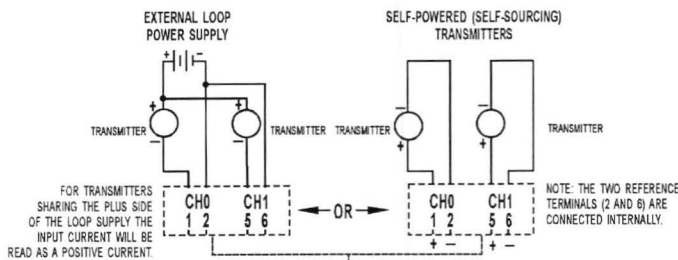 EXTERNAL LOOP
POWER SUPPLY
+ -
+
+
TRANSMITTER
-
TRANSMITTER
-
FOR TRANSMITTERS
SHARING THE PLUS SIDE
OF THE LOOP SUPPLY THE
INPUT CURRENT WILL BE
READ AS A POSITIVE CURRENT.
CH0 CH1
1 2 5 6
OR
SELF-POWERED (SELF-SOURCING)
TRANSMITTERS
-
-
TRANSMITTER
+
+
TRANSMITTER
CH0 CH1
1 2 5 6
+ - + -
NOTE: THE TWO REFERENCE
TERMINALS (2 AND 6) ARE
CONNECTED INTERNALLY.